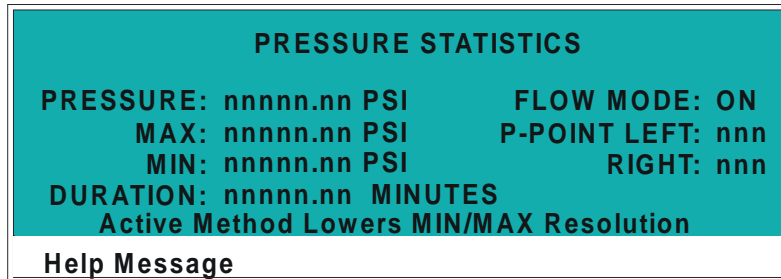 PRESSURE STATISTICS
PRESSURE: nnnnn.nn PSI FLOW MODE: ON
MAX: nnnnn.nn PSI P-POINT LEFT: nnn
MIN: nnnnn.nn PSI RIGHT: nnn
DURATION: nnnnn.nn MINUTES
Active Method Lowers MIN/MAX Resolution
Help Message